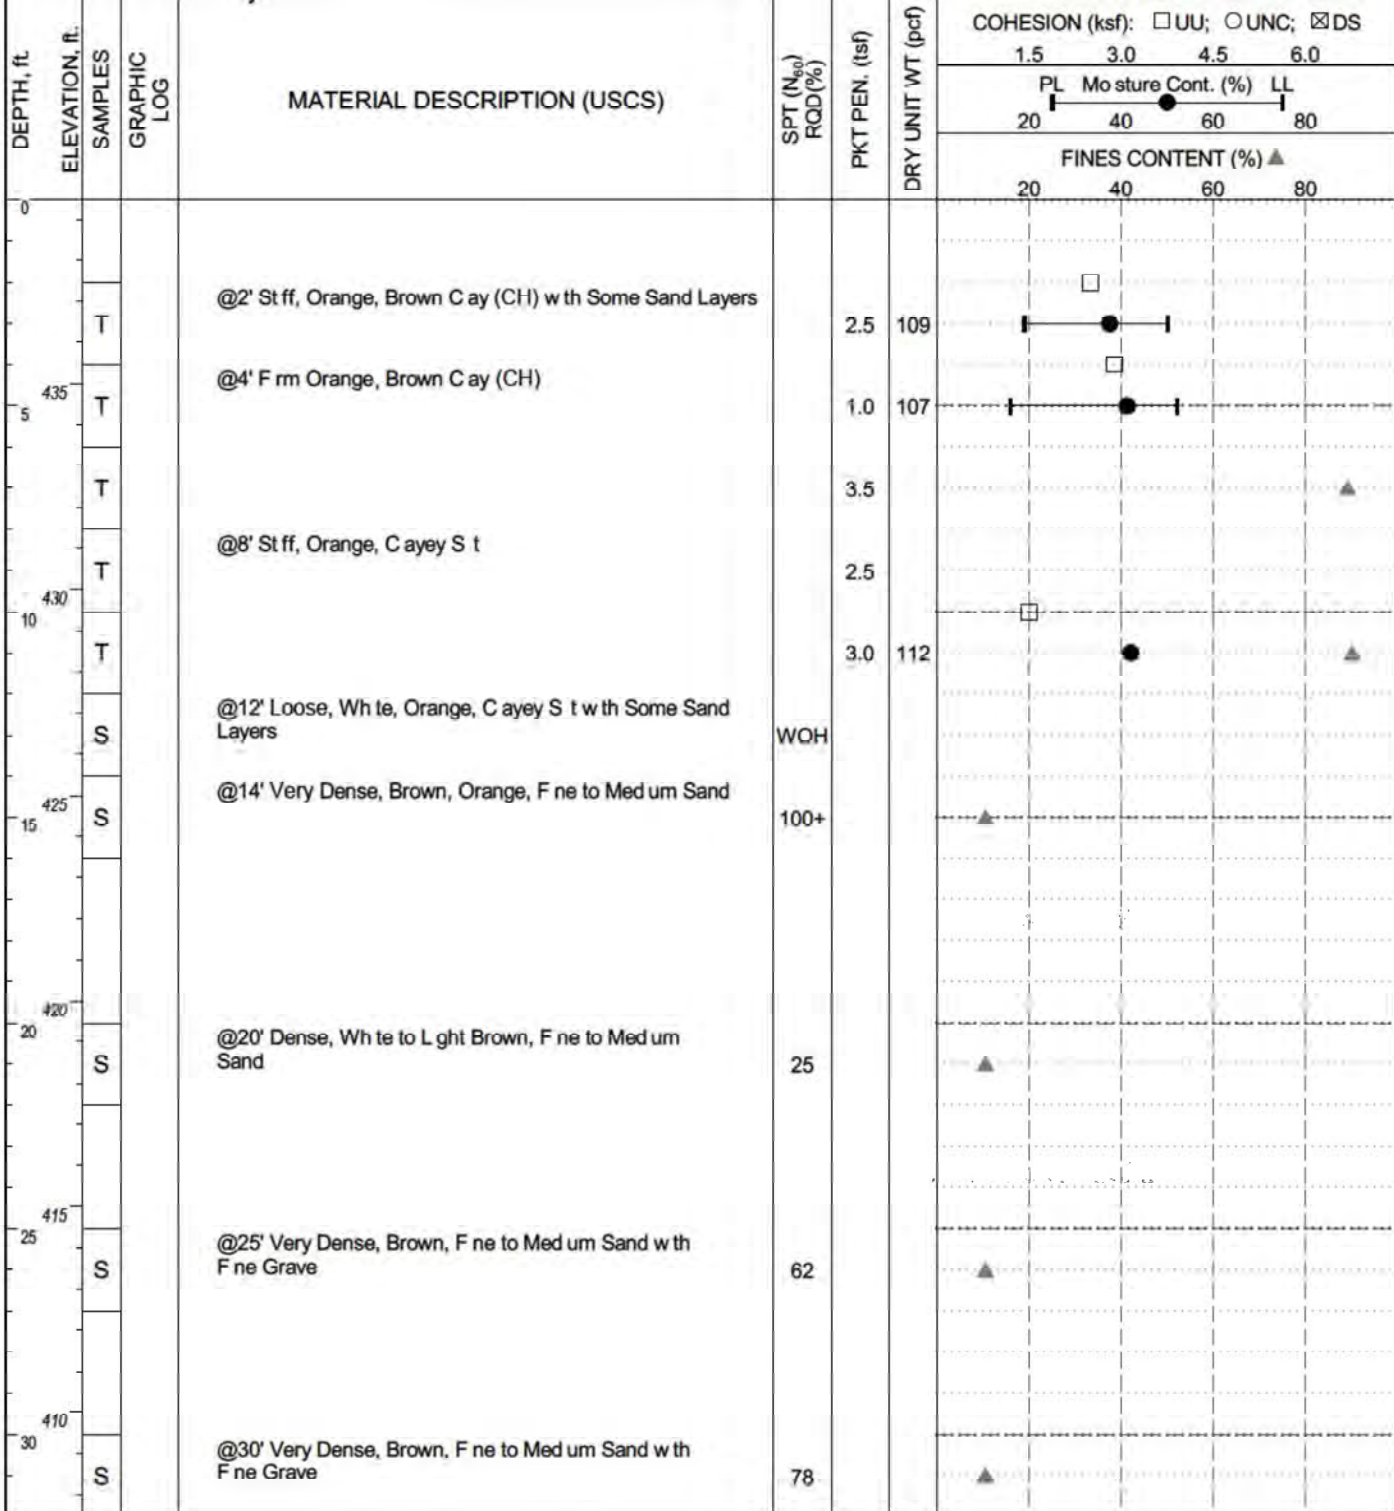 COHESION (ksf): □ UU; ○ UNC; ☒ DS
1.5 3.0 4.5 6.0
PL Mo sture Cont. (%) LL
20 40 60 80
FINES CONTENT (%) ▲
20 40 60 80
DEPTH, ft.
ELEVATION, ft.
SAMPLES
GRAPHIC LOG
MATERIAL DESCRIPTION (USCS)
SPT (N60)
RQD(%)
PKT PEN. (tsf)
DRY UNIT WT (pcf)
0
@2' St ff, Orange, Brown C ay (CH) w th Some Sand Layers
T 2.5 109
@4' F rm Orange, Brown C ay (CH)
435
5 T 1.0 107
T 3.5
@8' St ff, Orange, C ayey S t
T 2.5
430
10
T 3.0 112
@12' Loose, Wh te, Orange, C ayey S t w th Some Sand
Layers
S WOH
@14' Very Dense, Brown, Orange, F ne to Med um Sand
425
15 S 100+
420
20
@20' Dense, Wh te to L ght Brown, F ne to Med um
Sand
S 25
415
25
@25' Very Dense, Brown, F ne to Med um Sand w th
F ne Grave
S 62
410
30
@30' Very Dense, Brown, F ne to Med um Sand w th
F ne Grave
S 78